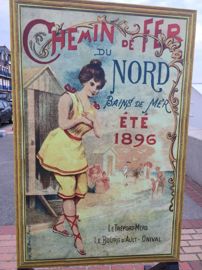 CHEMIN DE FER
DU
NORD
BAINS DE MER
ÉTÉ
1896
LE TRÉPORT-MERS
LE BOURG D'AULT-ONIVAL